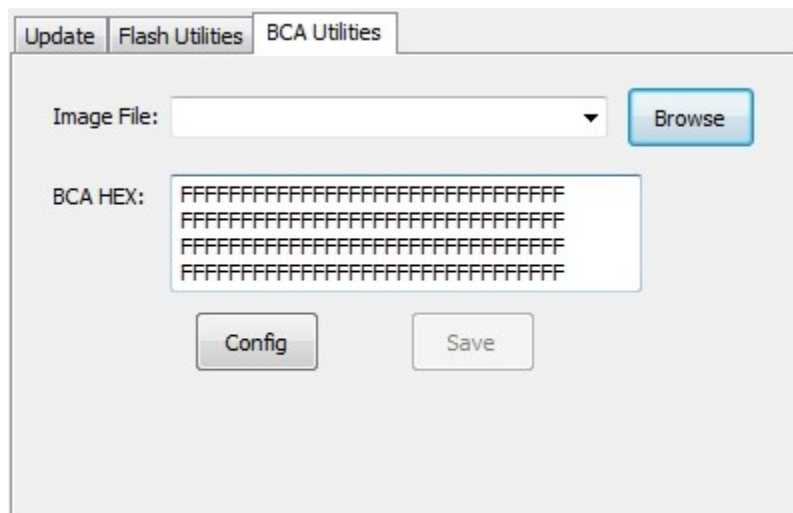 Update Flash Utilities BCA Utilities
Image File: Browse
BCA HEX: FFFFFFFFFFFFFFFFFFFFFFFFFFFFFFFF
FFFFFFFFFFFFFFFFFFFFFFFFFFFFFFFF
FFFFFFFFFFFFFFFFFFFFFFFFFFFFFFFF
FFFFFFFFFFFFFFFFFFFFFFFFFFFFFFFF
Config Save